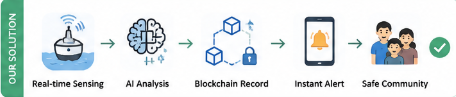 OUR SOLUTION
Real-time Sensing
AI Analysis
Blockchain Record
Instant Alert
Safe Community